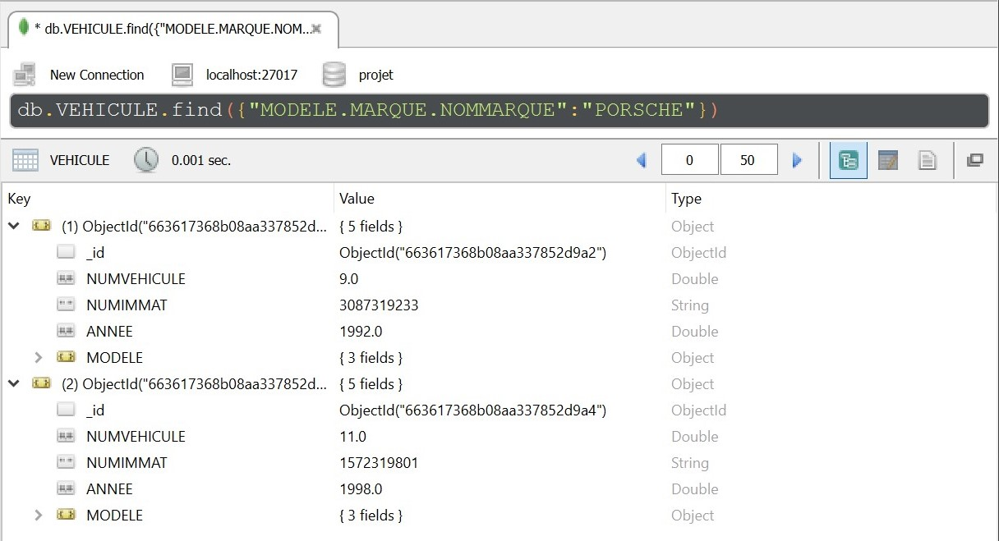 * db.VEHICULE.find({"MODELE.MARQUE.NOM...
New Connection localhost:27017 projet
db.VEHICULE.find({"MODELE.MARQUE.NOMMARQUE":"PORSCHE"})
VEHICULE 0.001 sec. 0 50
Key Value Type
(1) ObjectId("663617368b08aa337852d... { 5 fields } Object
_id ObjectId("663617368b08aa337852d9a2") ObjectId
NUMVEHICULE 9.0 Double
NUMIMMAT 3087319233 String
ANNEE 1992.0 Double
MODELE { 3 fields } Object
(2) ObjectId("663617368b08aa337852d... { 5 fields } Object
_id ObjectId("663617368b08aa337852d9a4") ObjectId
NUMVEHICULE 11.0 Double
NUMIMMAT 1572319801 String
ANNEE 1998.0 Double
MODELE { 3 fields } Object